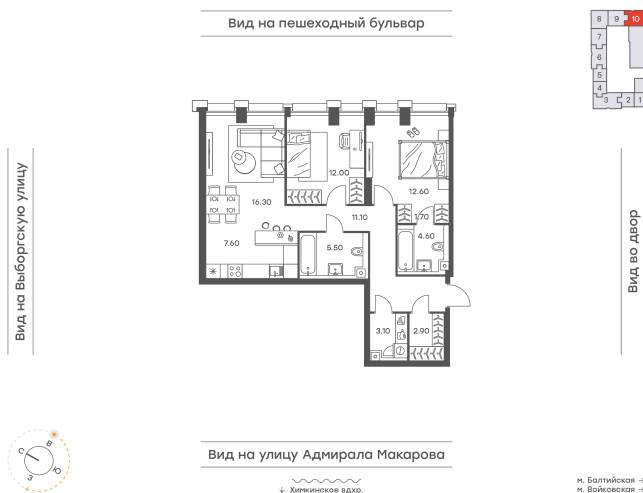 Вид на пешеходный бульвар
8 9 10
7
6
5
4
3 2 1
Вид на Выборгскую улицу
Вид во двор
12.00
12.60
16.30
1.70
11.10
7.60
5.50
4.60
3.10
2.90
Вид на улицу Адмирала Макарова
↓ Химкинское вдхр.
С В
З Ю
м. Балтийская
м. Войковская